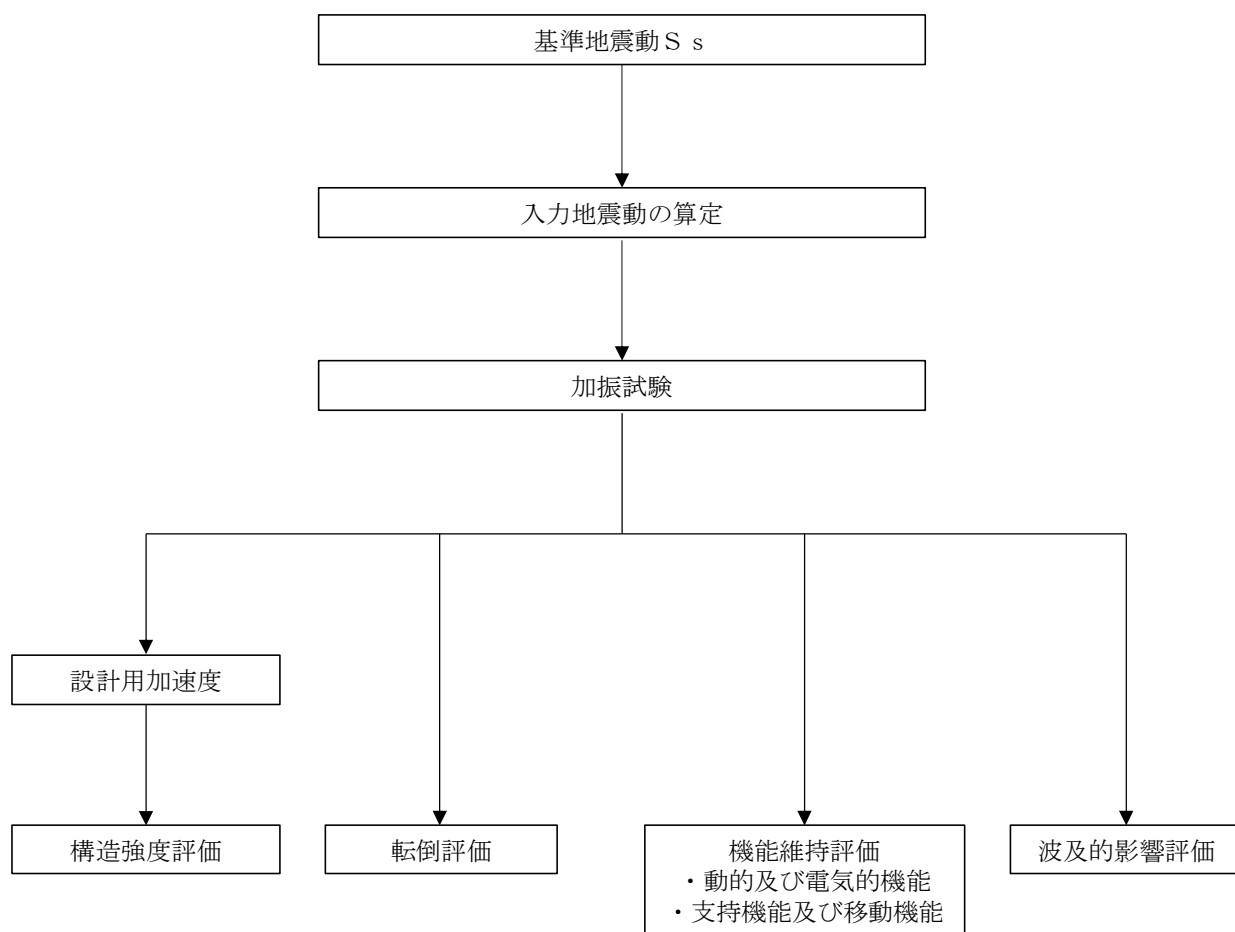 基準地震動Ｓｓ
入力地震動の算定
加振試験
設計用加速度
構造強度評価
転倒評価
機能維持評価
・動的及び電気的機能
・支持機能及び移動機能
波及的影響評価